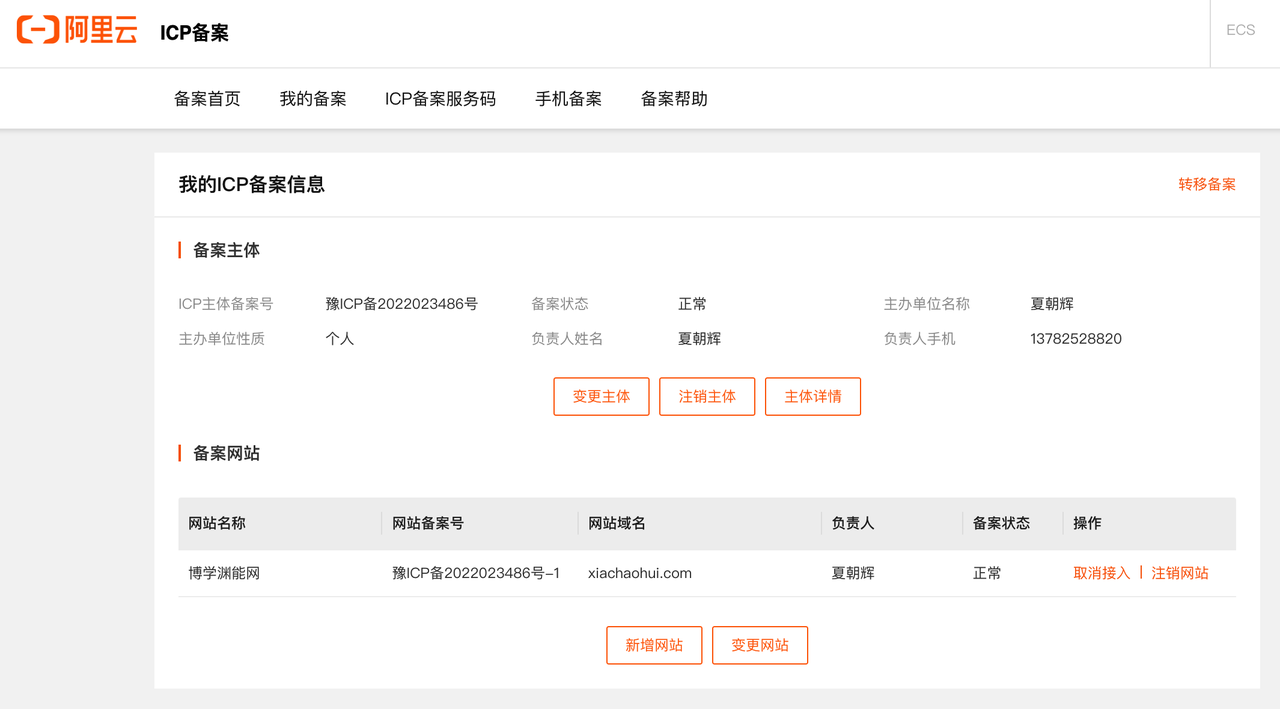 阿里云 ICP备案 ECS
备案首页 我的备案 ICP备案服务码 手机备案 备案帮助
我的ICP备案信息 转移备案
备案主体
ICP主体备案号 豫ICP备2022023486号 备案状态 正常 主办单位名称 夏朝辉
主办单位性质 个人 负责人姓名 夏朝辉 负责人手机 13782528820
变更主体 注销主体 主体详情
备案网站
网站名称 网站备案号 网站域名 负责人 备案状态 操作
博学渊能网 豫ICP备2022023486号-1 xiachaohui.com 夏朝辉 正常 取消接入 | 注销网站
新增网站 变更网站